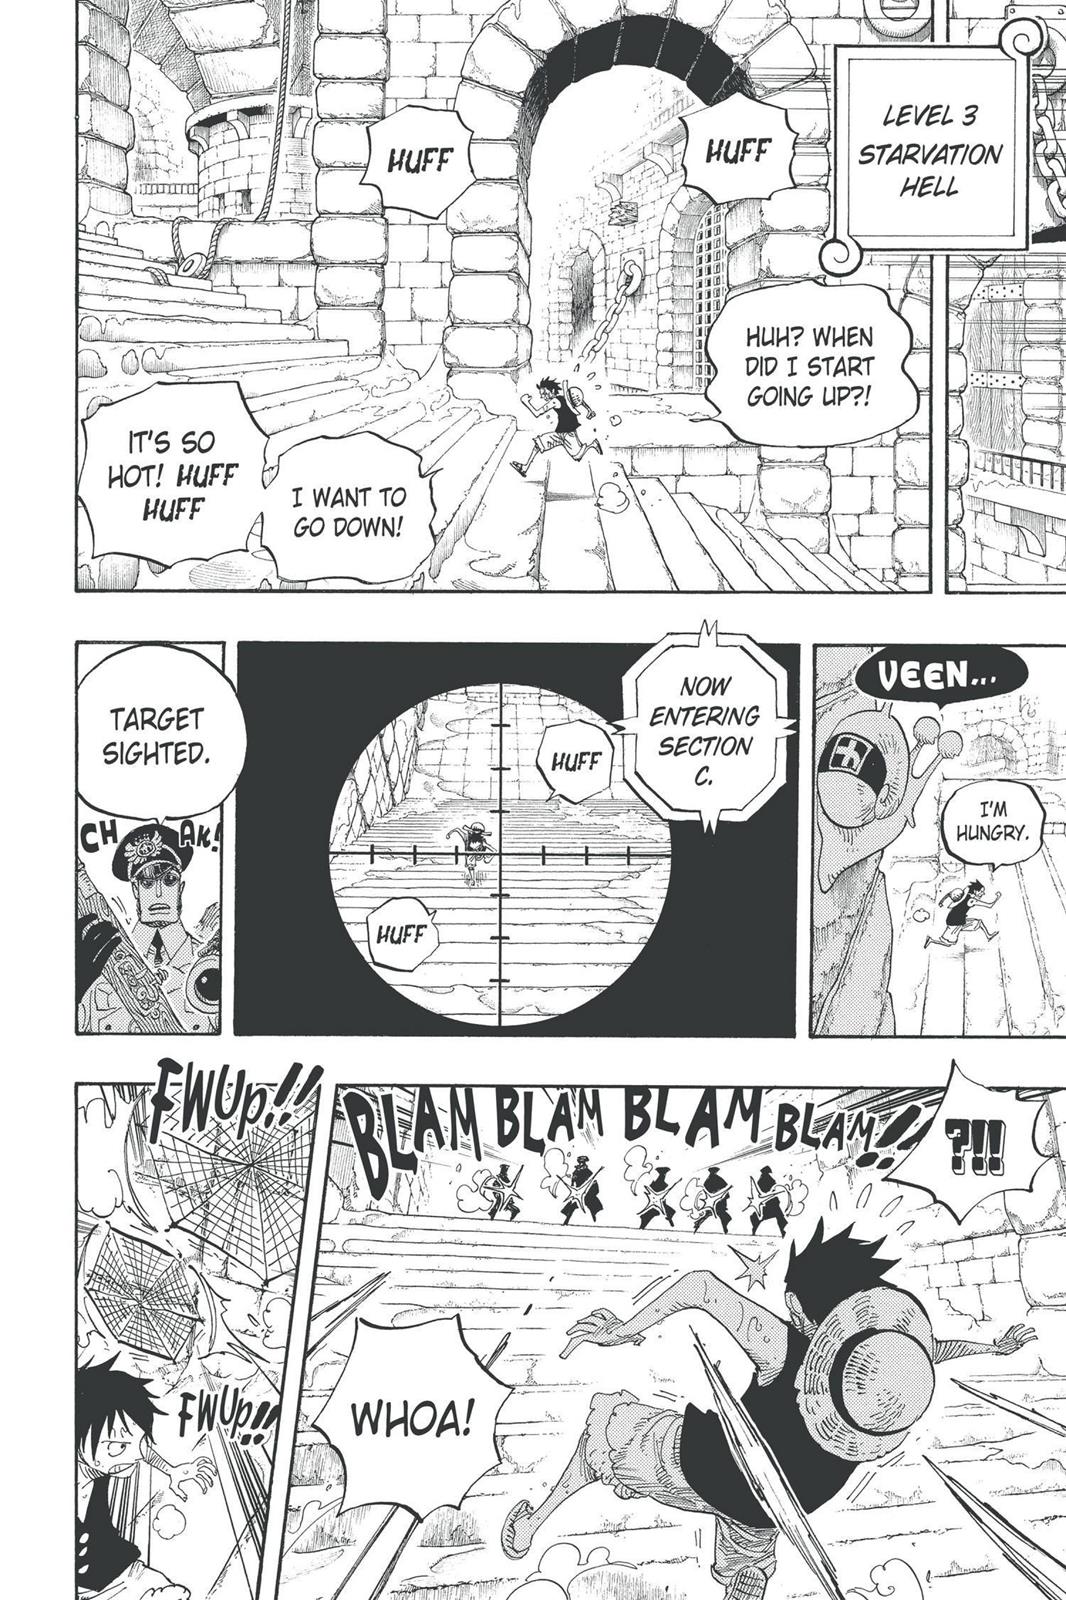 LEVEL 3
STARVATION
HELL
HUFF
HUFF
HUH? WHEN
DID I START
GOING UP?!
I WANT TO
GO DOWN!
IT'S SO
HOT! HUFF
HUFF
VEEN...
I'M
HUNGRY.
NOW
ENTERING
SECTION
C.
HUFF
HUFF
TARGET
SIGHTED.
CHAK!
?!!
BLAM BLAM BLAM BLAM!!
WHOA!
FWUP!!
FWUP!!